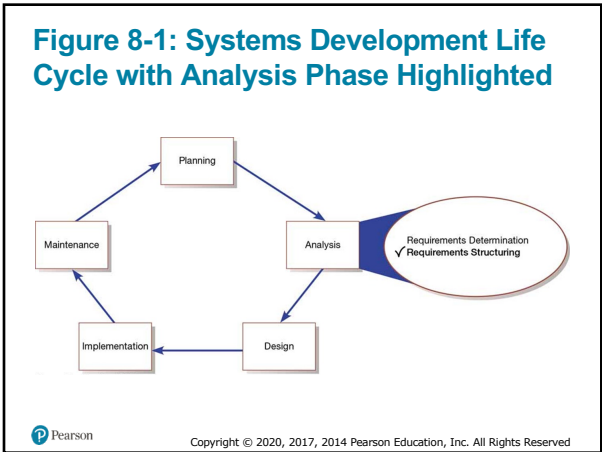 Figure 8-1: Systems Development Life
Cycle with Analysis Phase Highlighted
Planning
Maintenance
Analysis
Requirements Determination
✓ Requirements Structuring
Implementation
Design
P Pearson
Copyright © 2020, 2017, 2014 Pearson Education, Inc. All Rights Reserved